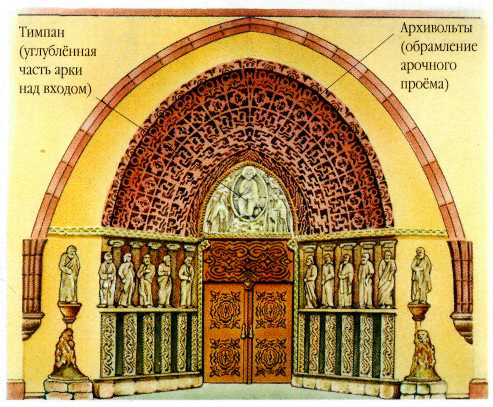 Тимпан
(углублённая
часть арки
над входом)
Архивольты
(обрамление
арочного
проёма)